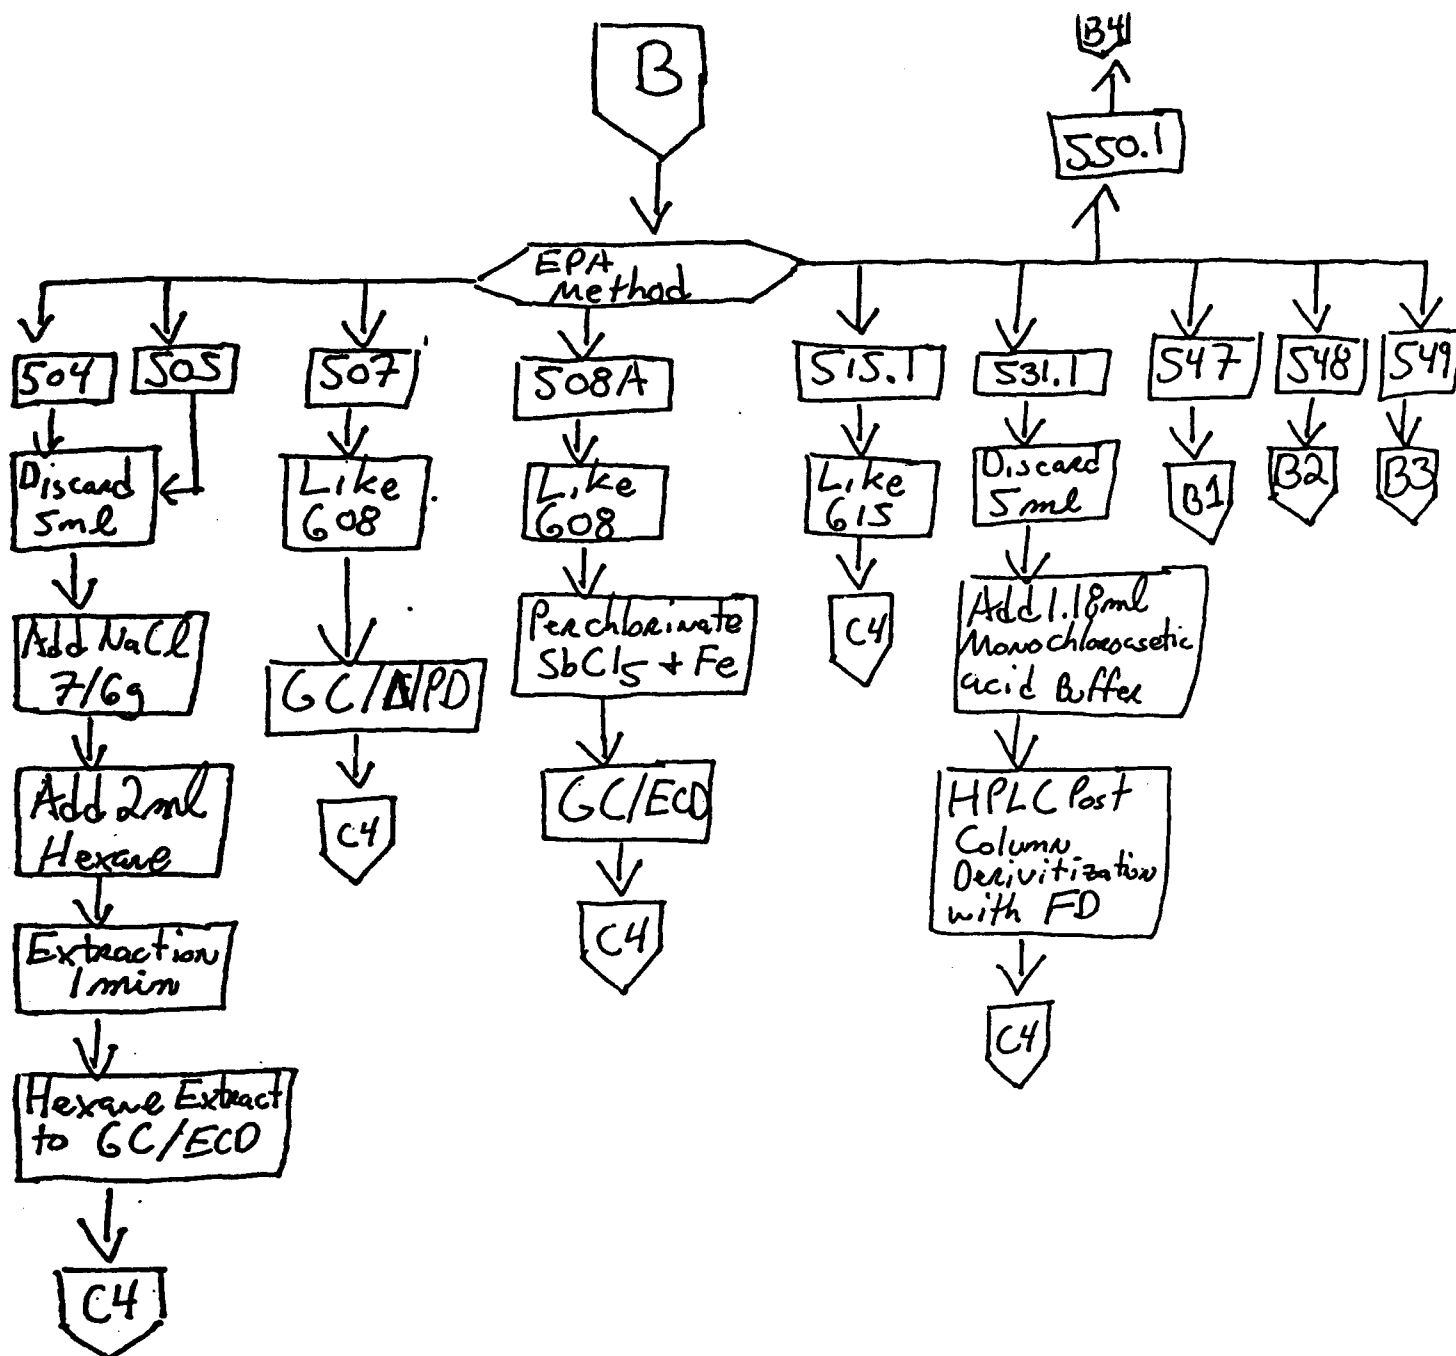 B
B4
550.1
EPA
Method
504
505
507
508A
515.1
531.1
547
548
549
Discard
5ml
Like
608
Like
608
Like
615
Discard
5ml
B1
B2
B3
Add NaCl
7/6g
GC/NPD
Perchlorinate
SbCl5 + Fe
C4
Add 1.18ml
Monochloroasetic
acid Buffer
Add 2ml
Hexane
C4
GC/ECD
HPLC Post
Column
Derivitization
with FD
Extraction
1min
C4
C4
Hexane Extract
to GC/ECD
C4